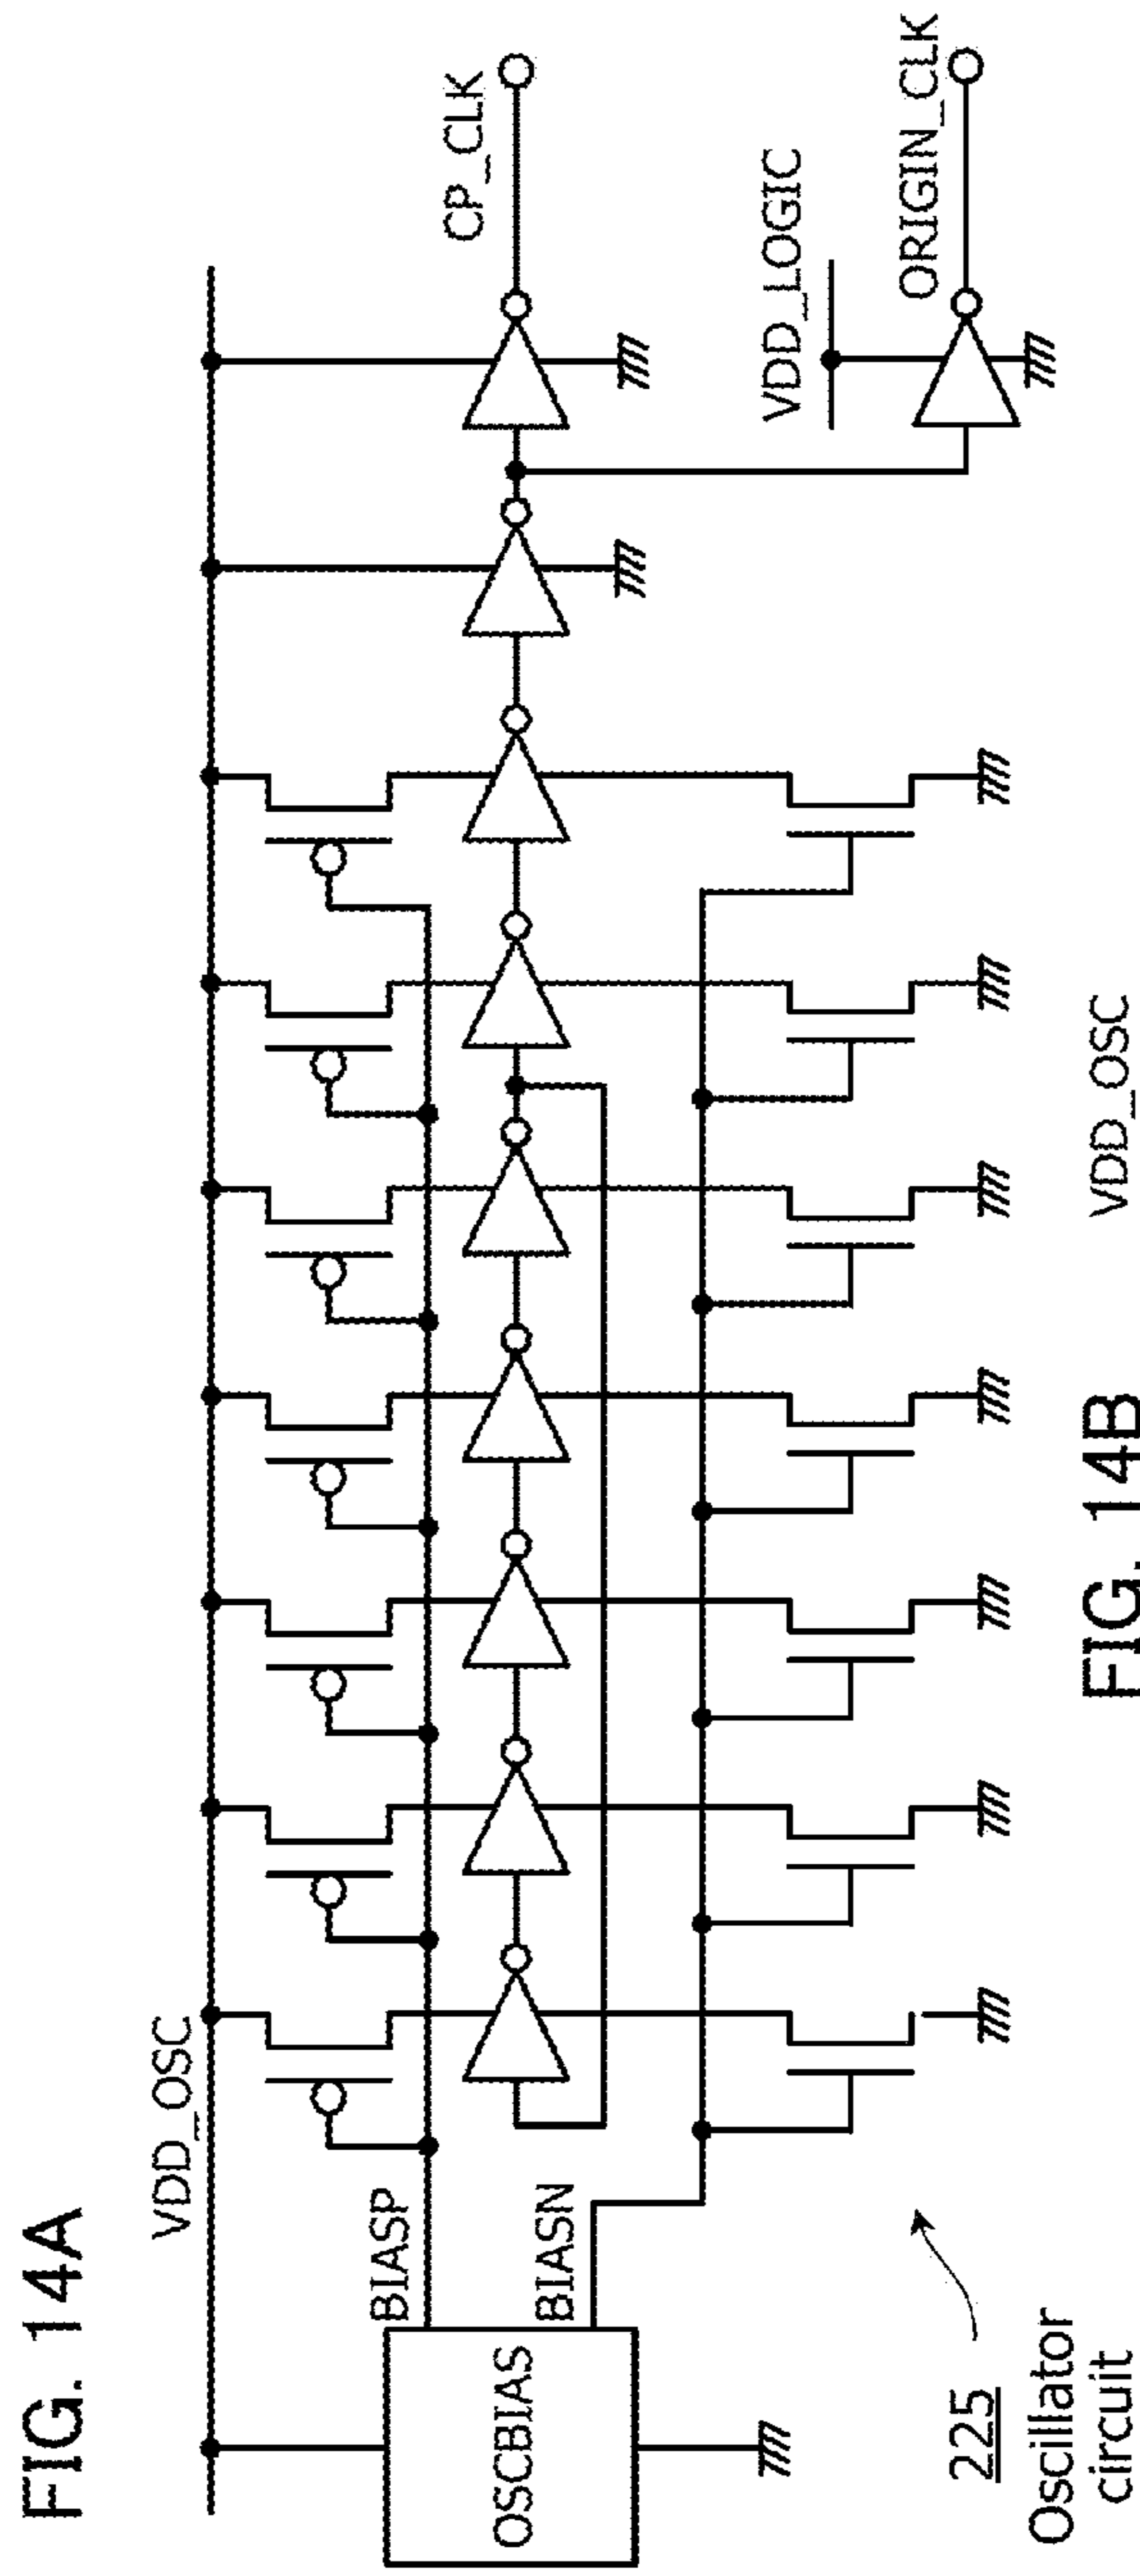 FIG. 14A
VDD_OSC
BIASP
OSCBIAS
BIASN
CP_CLK
VDD_LOGIC
ORIGIN_CLK
225
Oscillator
circuit
VDD_OSC
FIG. 14B